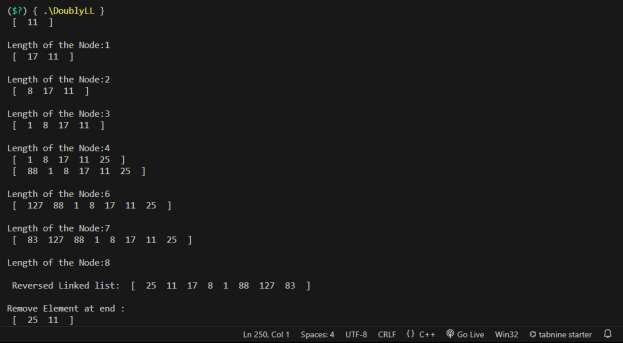 ($?) { .\DoublyLL }
[ 11 ]
Length of the Node:1
[ 17 11 ]
Length of the Node:2
[ 8 17 11 ]
Length of the Node:3
[ 1 8 17 11 ]
Length of the Node:4
[ 1 8 17 11 25 ]
[ 88 1 8 17 11 25 ]
Length of the Node:6
[ 127 88 1 8 17 11 25 ]
Length of the Node:7
[ 83 127 88 1 8 17 11 25 ]
Length of the Node:8
Reversed Linked list: [ 25 11 17 8 1 88 127 83 ]
Remove Element at end :
[ 25 11 ]
Ln 250, Col 1 Spaces: 4 UTF-8 CRLF {} C++ Go Live Win32 tabnine starter